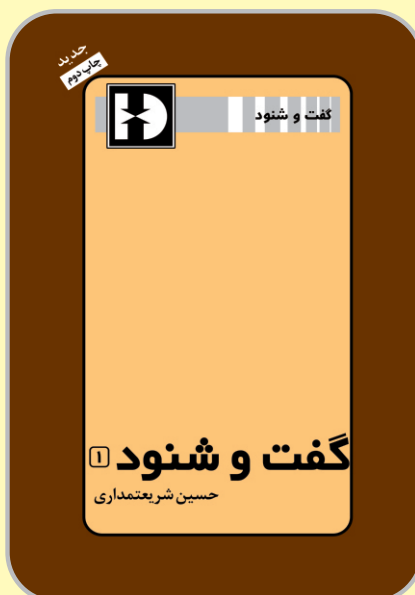 جدید
چاپ دوم
گفت و شنود
گفت و شنود ۱
حسین شریعتمداری